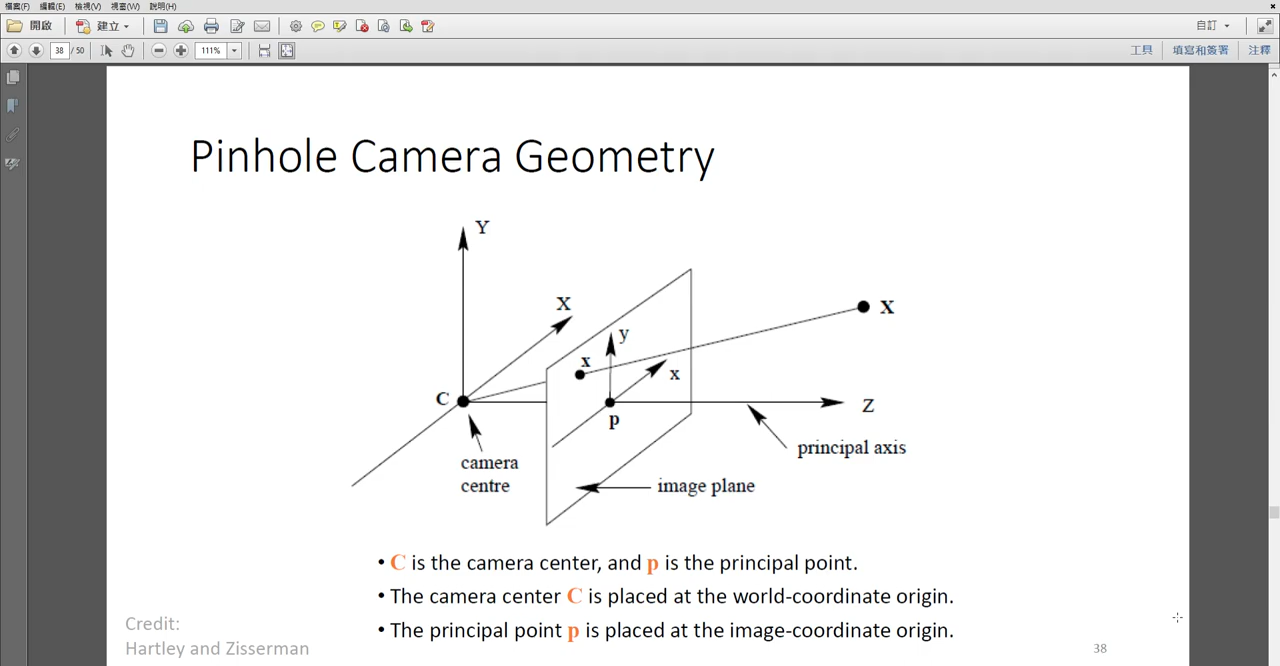 檔案(F) 編輯(E) 檢視(V) 視窗(W) 說明(H)
開啟 建立 自訂
38 / 50 111% 工具 填寫和簽署 注釋
Pinhole Camera Geometry
Y
X
X
y
x
x
C
p
Z
camera
centre
principal axis
image plane
• C is the camera center, and p is the principal point.
• The camera center C is placed at the world-coordinate origin.
• The principal point p is placed at the image-coordinate origin.
Credit:
Hartley and Zisserman
38